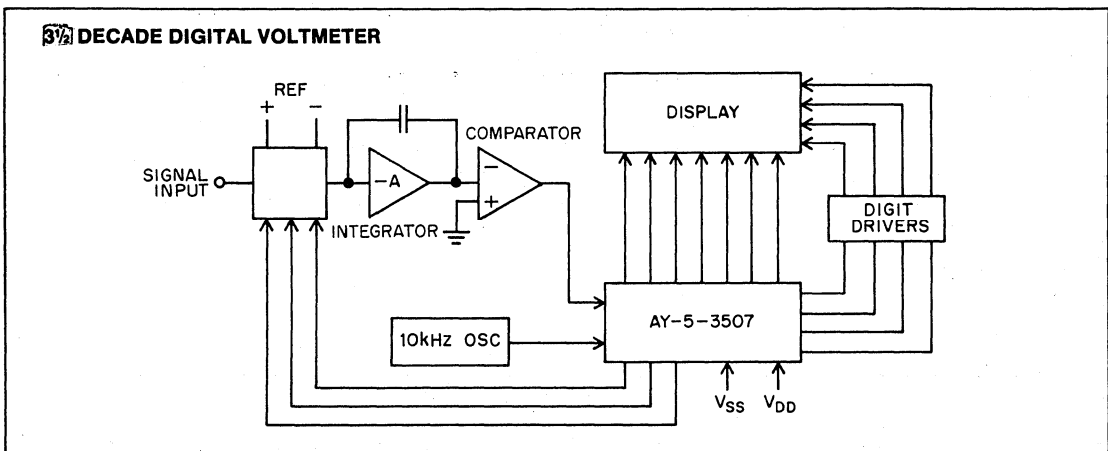 3½ DECADE DIGITAL VOLTMETER
REF
+ −
SIGNAL
INPUT
−A
INTEGRATOR
COMPARATOR
−
+
DISPLAY
DIGIT
DRIVERS
10kHz OSC
AY-5-3507
VSS VDD